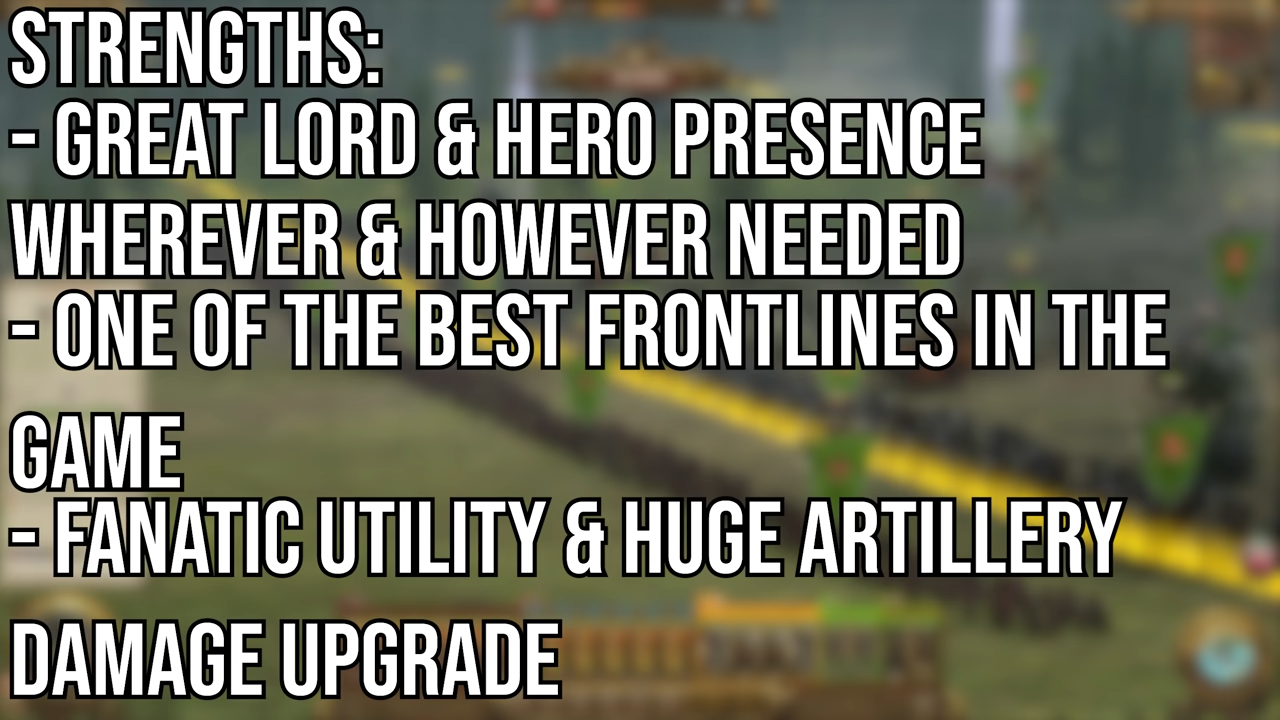 STRENGTHS:
- GREAT LORD & HERO PRESENCE
WHEREVER & HOWEVER NEEDED
- ONE OF THE BEST FRONTLINES IN THE
GAME
- FANATIC UTILITY & HUGE ARTILLERY
DAMAGE UPGRADE